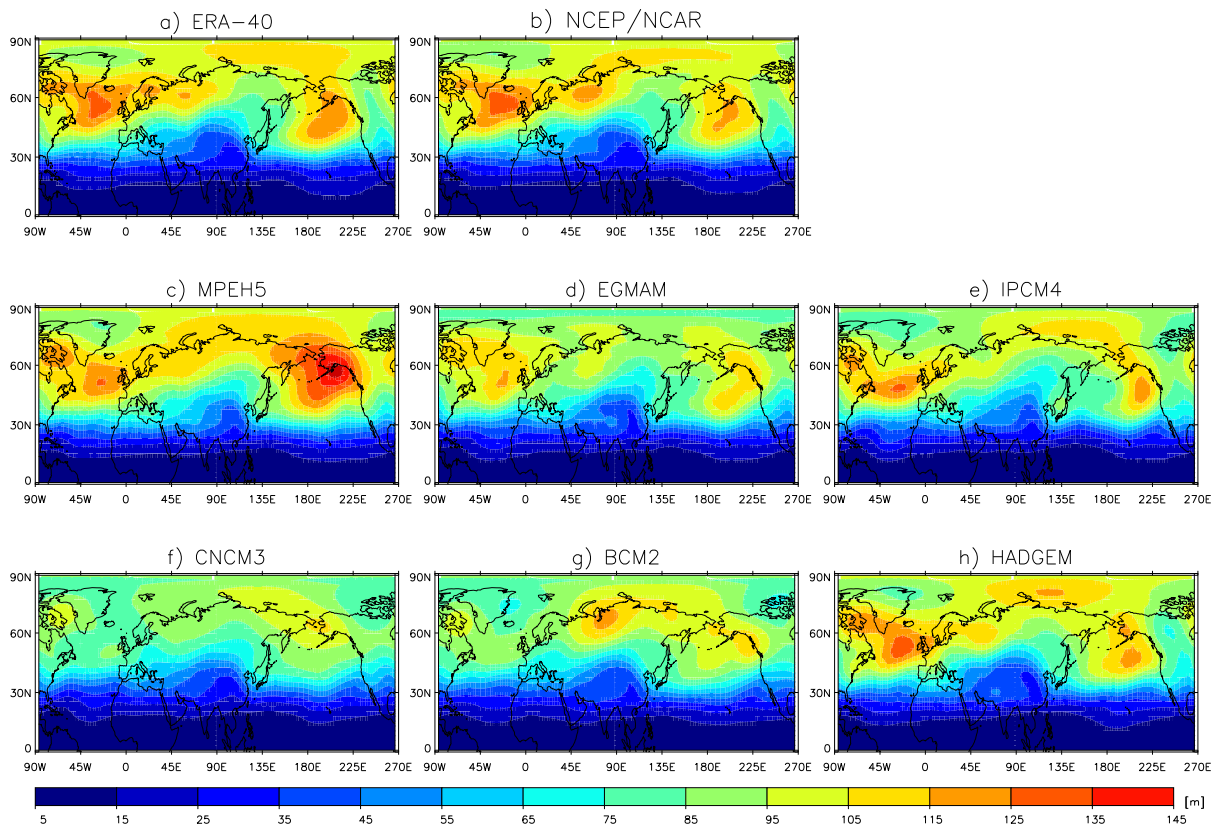 a) ERA-40
b) NCEP/NCAR
90N
60N
30N
0
90W 45W 0 45E 90E 135E 180E 225E 270E
90N
60N
30N
0
90W 45W 0 45E 90E 135E 180E 225E 270E
c) MPEH5
d) EGMAM
e) IPCM4
90N
60N
30N
0
90W 45W 0 45E 90E 135E 180E 225E 270E
90N
60N
30N
0
90W 45W 0 45E 90E 135E 180E 225E 270E
90N
60N
30N
0
90W 45W 0 45E 90E 135E 180E 225E 270E
f) CNCM3
g) BCM2
h) HADGEM
90N
60N
30N
0
90W 45W 0 45E 90E 135E 180E 225E 270E
90N
60N
30N
0
90W 45W 0 45E 90E 135E 180E 225E 270E
90N
60N
30N
0
90W 45W 0 45E 90E 135E 180E 225E 270E
5 15 25 35 45 55 65 75 85 95 105 115 125 135 145 [m]